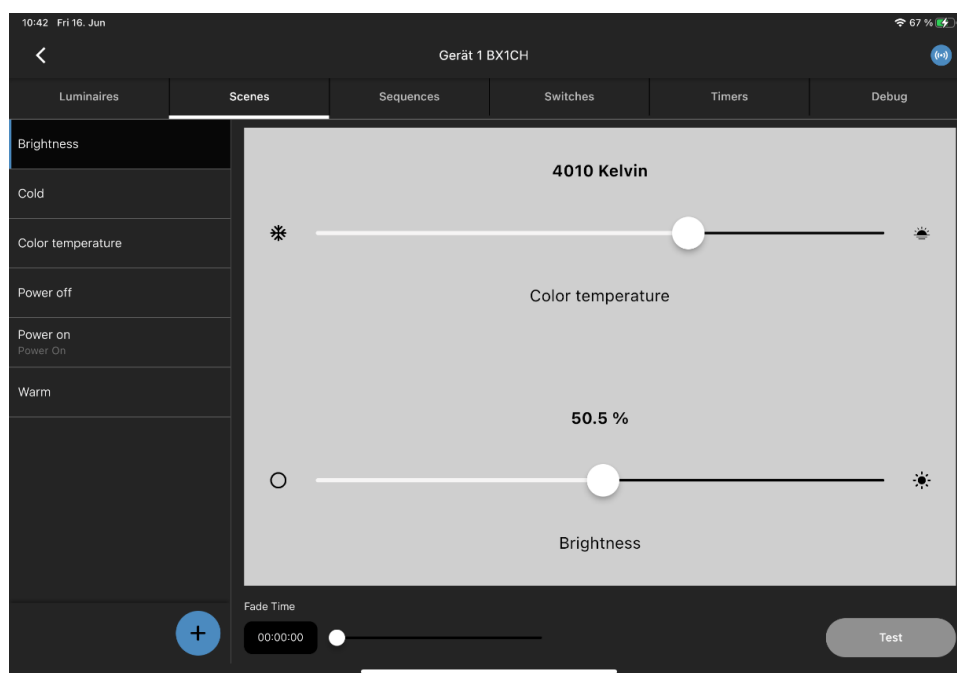 10:42 Fri 16. Jun
67 %
Gerät 1 BX1CH
Luminaires
Scenes
Sequences
Switches
Timers
Debug
Brightness
Cold
Color temperature
Power off
Power on
Power On
Warm
4010 Kelvin
Color temperature
50.5 %
Brightness
Fade Time
00:00:00
Test